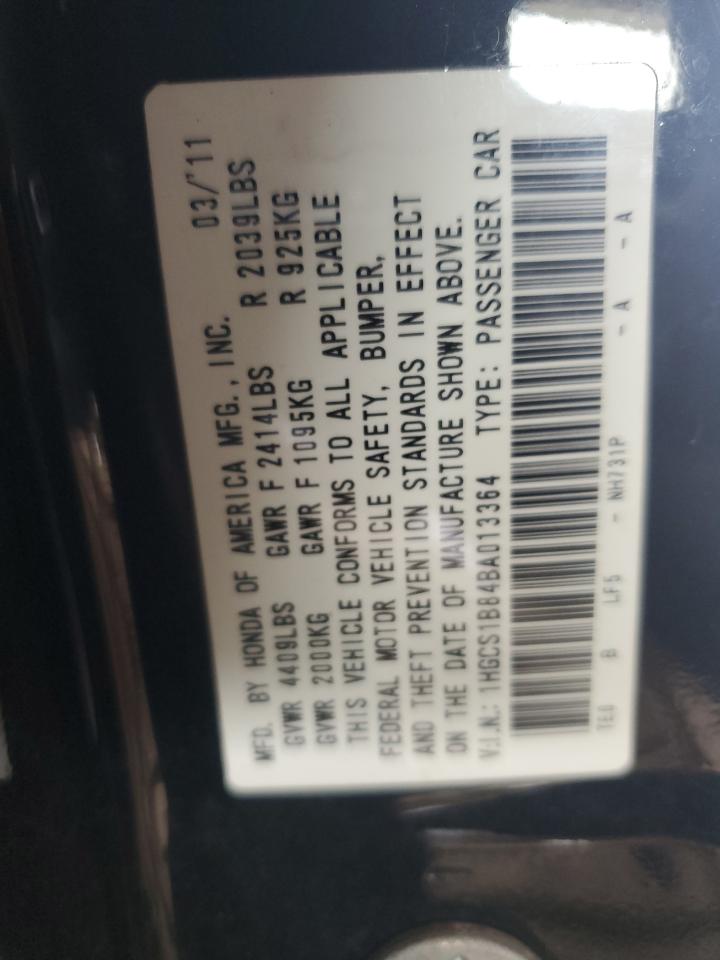 MFD. BY HONDA OF AMERICA MFG., INC. 03/'11
GVWR 4409LBS GAWR F 2414LBS R 2039LBS
GVWR 2000KG GAWR F 1095KG R 925KG
THIS VEHICLE CONFORMS TO ALL APPLICABLE
FEDERAL MOTOR VEHICLE SAFETY, BUMPER,
AND THEFT PREVENTION STANDARDS IN EFFECT
ON THE DATE OF MANUFACTURE SHOWN ABOVE.
V.I.N.: 1HGCS1B84BA013364 TYPE: PASSENGER CAR
TE0 B LF5 - NH731P - A - A